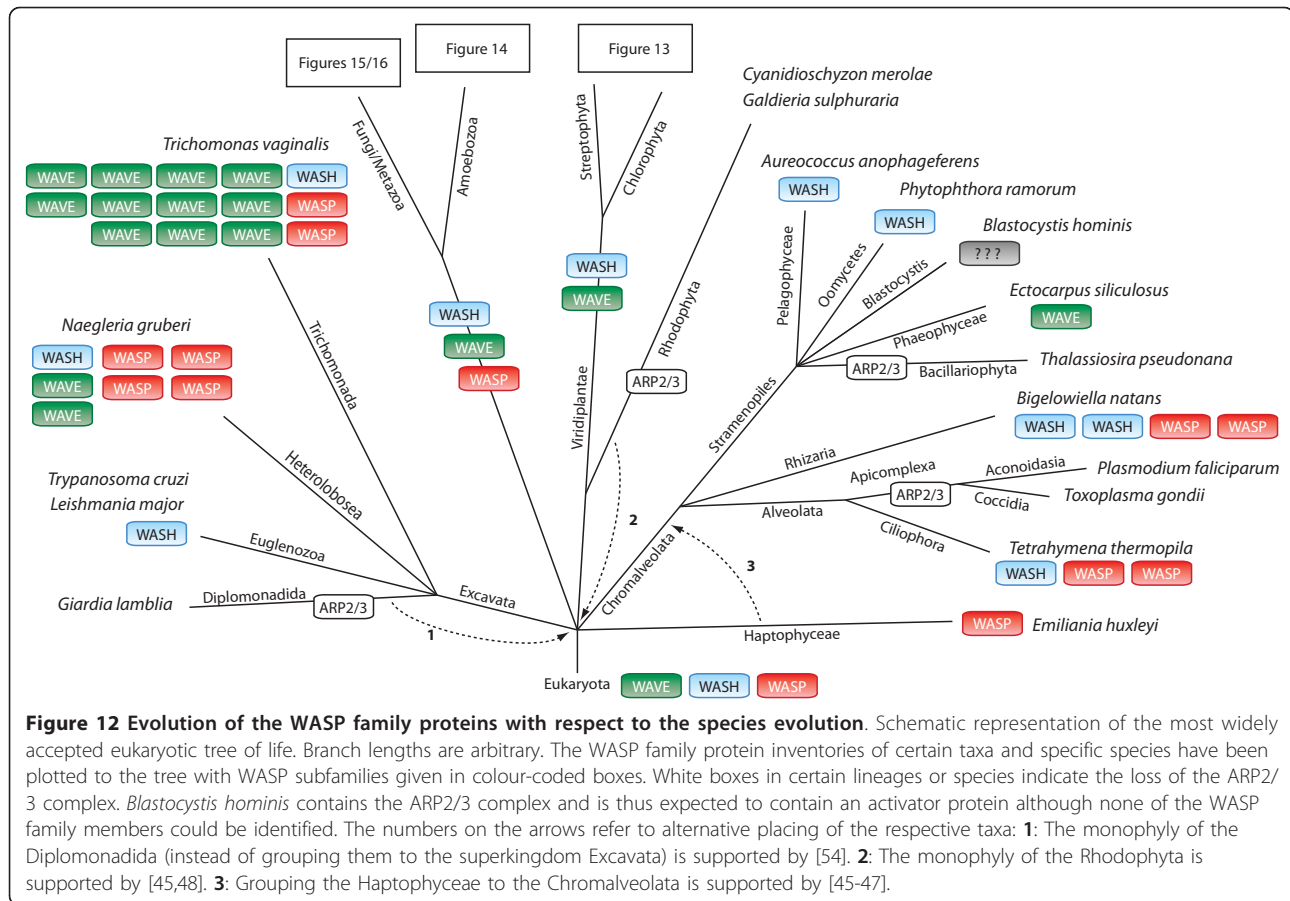 Figures 15/16
Figure 14
Figure 13
Cyanidioschyzon merolae
Galdieria sulphuraria
Fungi/Metazoa
Amoebozoa
Streptophyta
Chlorophyta
Trichomonas vaginalis
WAVE WAVE WAVE WAVE WASH
WAVE WAVE WAVE WAVE WASP
WAVE WAVE WAVE WASP
Aureococcus anophageferens
WASH
Phytophthora ramorum
WASH
Blastocystis hominis
???
Ectocarpus siliculosus
WAVE
Pelagophyceae
Oomycetes
Blastocystis
Phaeophyceae
ARP2/3
Bacillariophyta
Thalassiosira pseudonana
WASH
WAVE
Rhodophyta
ARP2/3
WASH
WAVE
WASP
Viridiplantae
Stramenopiles
Naegleria gruberi
WASH WASP WASP
WAVE WASP WASP
WAVE
Trichomonada
Heterolobosea
Bigelowiella natans
WASH WASH WASP WASP
Rhizaria
Apicomplexa
ARP2/3
Aconoidasia
Plasmodium faliciparum
Coccidia
Toxoplasma gondii
Alveolata
Ciliophora
Tetrahymena thermopila
WASH WASP WASP
Trypanosoma cruzi
Leishmania major
WASH
Euglenozoa
Giardia lamblia
Diplomonadida
ARP2/3
Excavata
1
2
3
Chromalveolata
Haptophyceae
WASP
Emiliania huxleyi
Eukaryota
WAVE WASH WASP
Figure 12 Evolution of the WASP family proteins with respect to the species evolution. Schematic representation of the most widely
accepted eukaryotic tree of life. Branch lengths are arbitrary. The WASP family protein inventories of certain taxa and specific species have been
plotted to the tree with WASP subfamilies given in colour-coded boxes. White boxes in certain lineages or species indicate the loss of the ARP2/
3 complex. Blastocystis hominis contains the ARP2/3 complex and is thus expected to contain an activator protein although none of the WASP
family members could be identified. The numbers on the arrows refer to alternative placing of the respective taxa: 1: The monophyly of the
Diplomonadida (instead of grouping them to the superkingdom Excavata) is supported by [54]. 2: The monophyly of the Rhodophyta is
supported by [45,48]. 3: Grouping the Haptophyceae to the Chromalveolata is supported by [45-47].